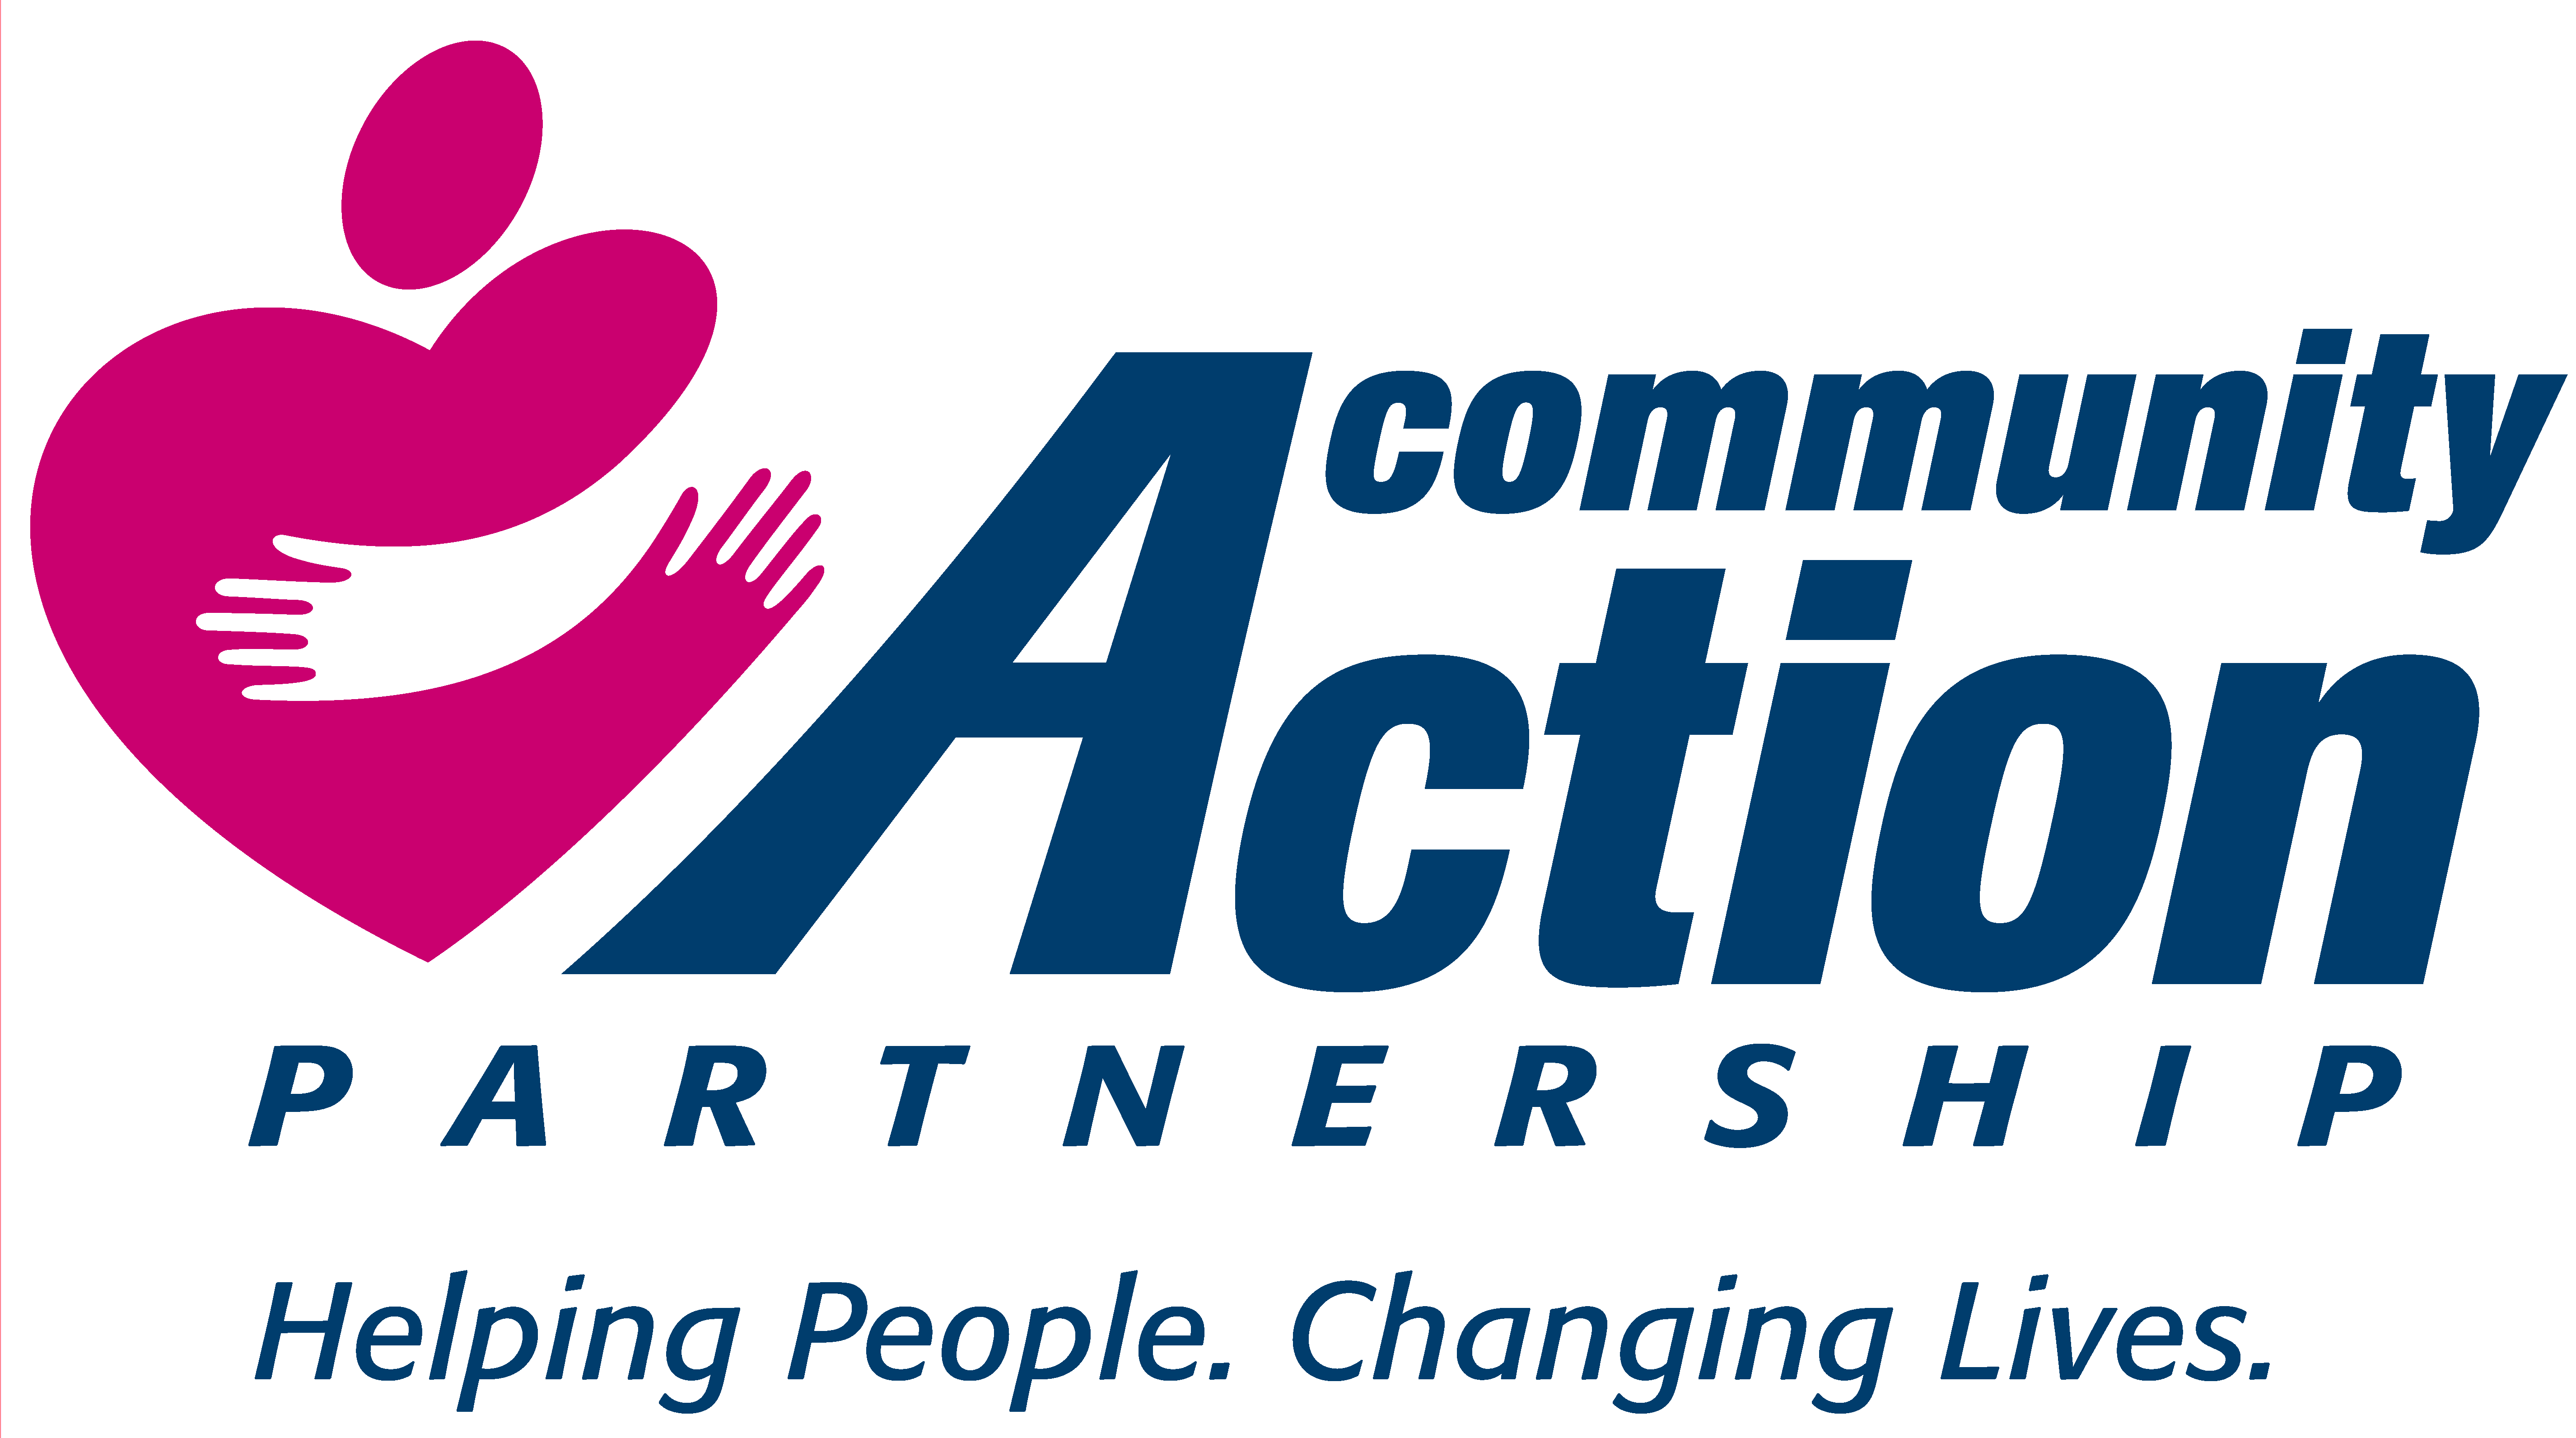 community
Action
PARTNERSHIP
Helping People. Changing Lives.